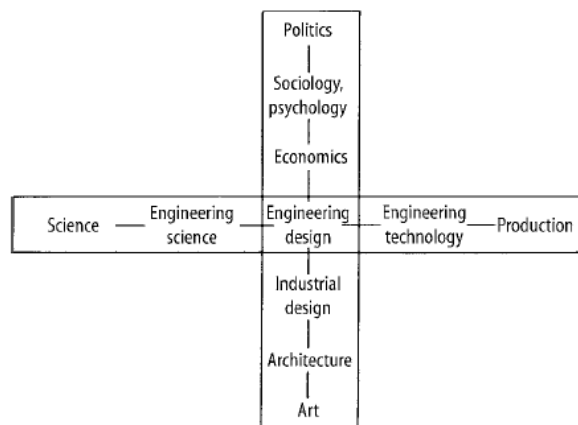 Politics
Sociology,
psychology
Economics
Science
Engineering
science
Engineering
design
Engineering
technology
Production
Industrial
design
Architecture
Art